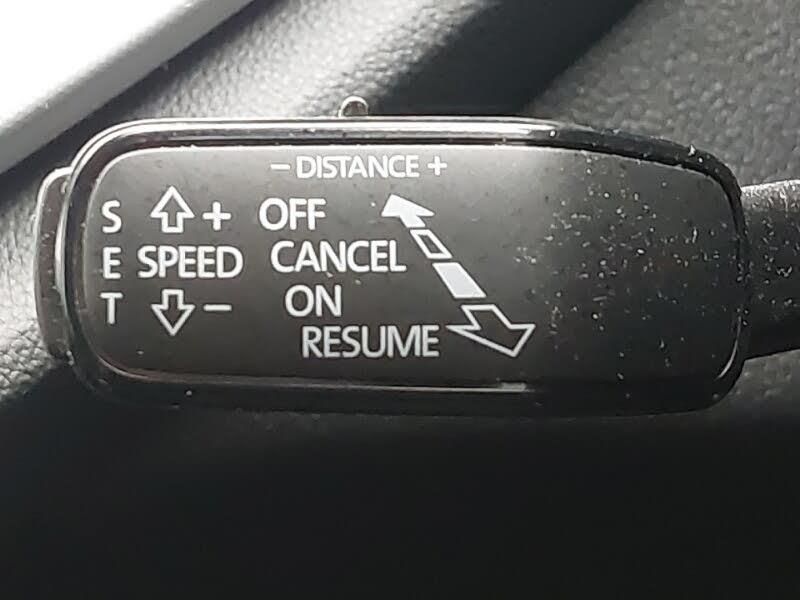 - DISTANCE +
S + OFF
E SPEED CANCEL
T - ON
RESUME